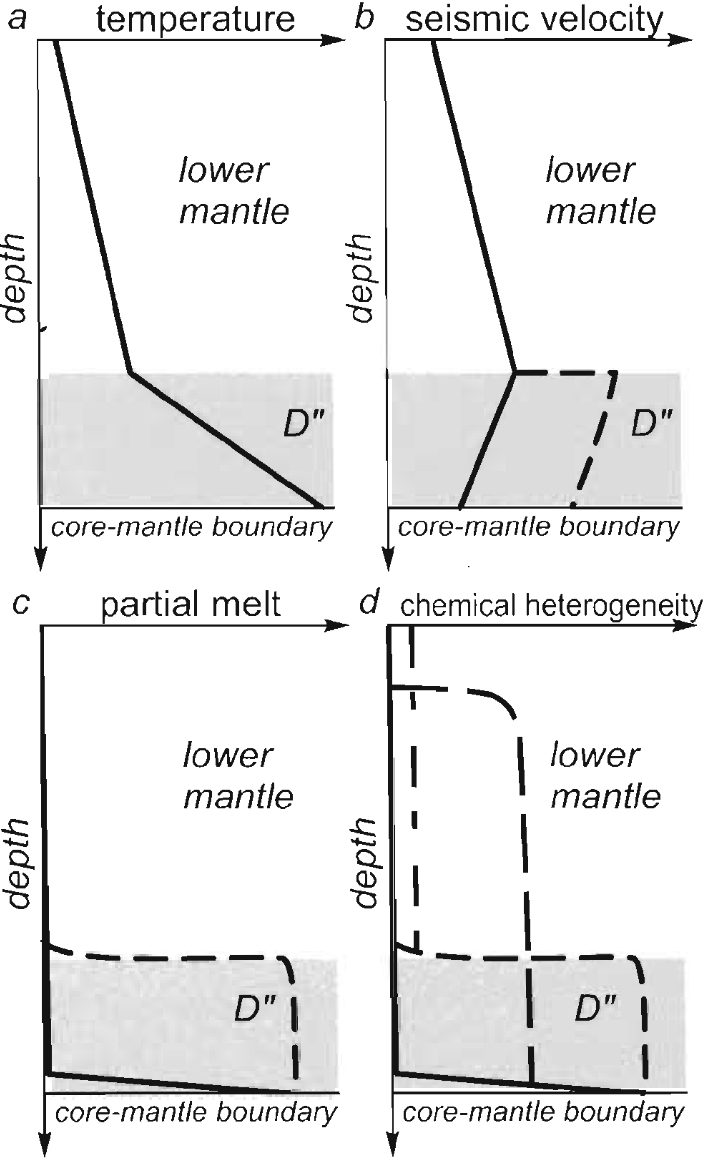 a temperature
b seismic velocity
lower
mantle
lower
mantle
depth
depth
D"
D"
core-mantle boundary
core-mantle boundary
c partial melt
d chemical heterogeneity
lower
mantle
lower
mantle
depth
depth
D"
D"
core-mantle boundary
core-mantle boundary